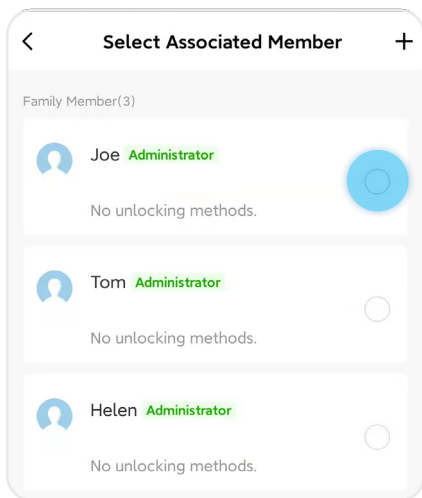 Select Associated Member
Family Member(3)
Joe Administrator
No unlocking methods.
Tom Administrator
No unlocking methods.
Helen Administrator
No unlocking methods.